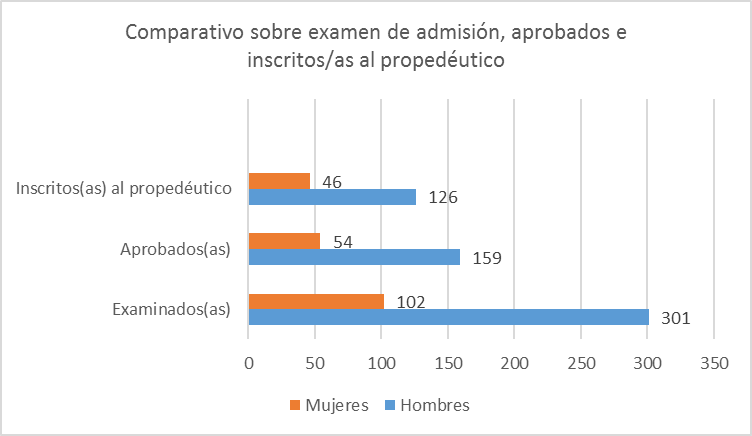 Comparativo sobre examen de admisión, aprobados e
inscritos/as al propedéutico
Inscritos(as) al propedéutico
46
126
Aprobados(as)
54
159
Examinados(as)
102
301
0 50 100 150 200 250 300 350
Mujeres Hombres